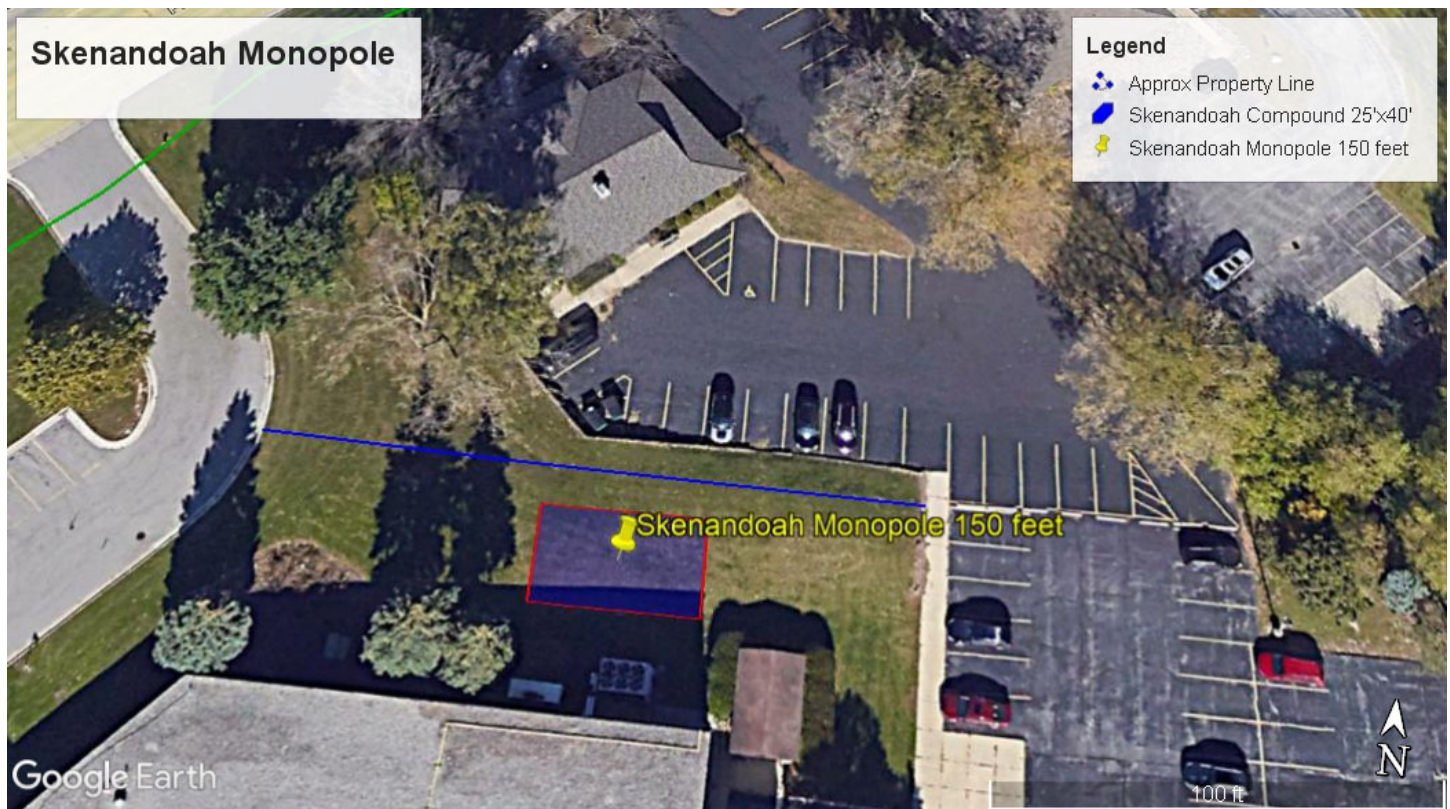 Skenandoah Monopole
Legend
Approx Property Line
Skenandoah Compound 25'x40'
Skenandoah Monopole 150 feet
Skenandoah Monopole 150 feet
Google Earth
N
100 ft